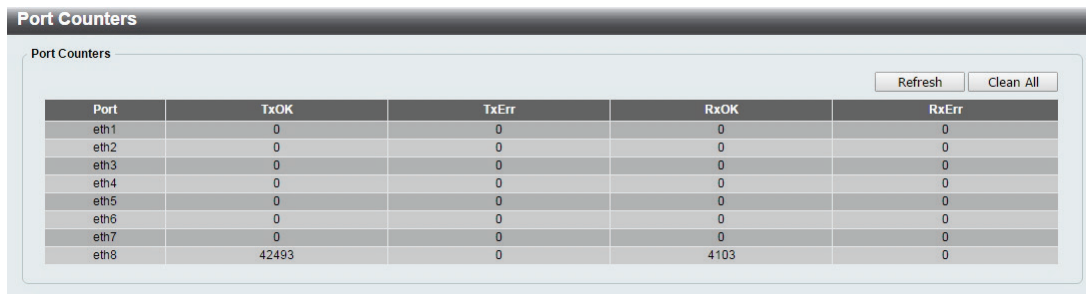 Port Counters
Port Counters
Refresh Clean All
Port TxOK TxErr RxOK RxErr
eth1 0 0 0 0
eth2 0 0 0 0
eth3 0 0 0 0
eth4 0 0 0 0
eth5 0 0 0 0
eth6 0 0 0 0
eth7 0 0 0 0
eth8 42493 0 4103 0